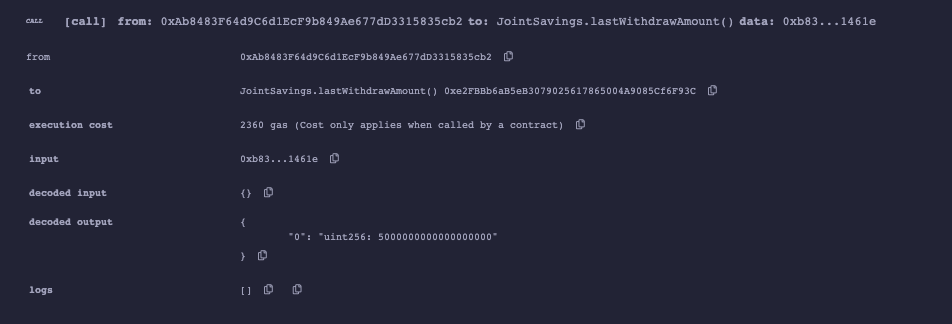 CALL [call] from: 0xAb8483F64d9C6d1EcF9b849Ae677dD3315835cb2 to: JointSavings.lastWithdrawAmount() data: 0xb83...1461e
from 0xAb8483F64d9C6d1EcF9b849Ae677dD3315835cb2
to JointSavings.lastWithdrawAmount() 0xe2FBBb6aB5eB3079025617865004A9085Cf6F93C
execution cost 2360 gas (Cost only applies when called by a contract)
input 0xb83...1461e
decoded input {}
decoded output {
"0": "uint256: 5000000000000000000"
}
logs []